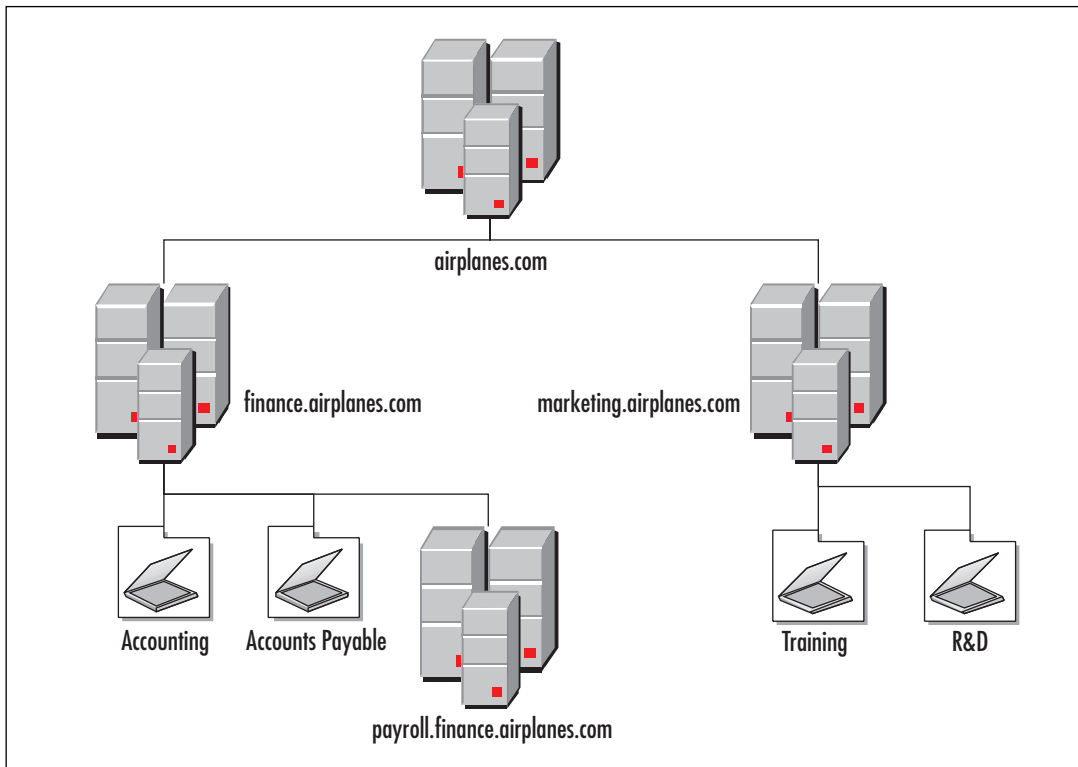 airplanes.com
finance.airplanes.com
marketing.airplanes.com
Accounting
Accounts Payable
Training
R&D
payroll.finance.airplanes.com